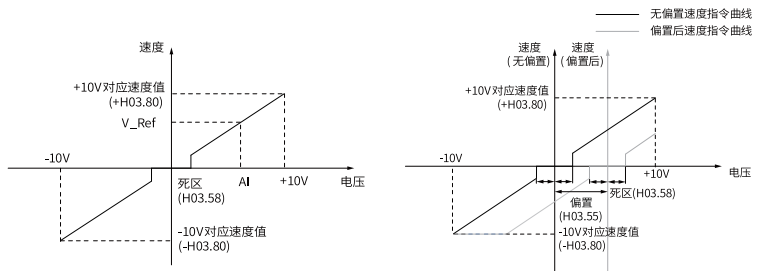 速度
+10V对应速度值
(+H03.80)
V_Ref
-10V
死区
(H03.58)
AI
+10V
电压
-10V对应速度值
(-H03.80)
无偏置速度指令曲线
偏置后速度指令曲线
速度
(无偏置)
速度
(偏置后)
+10V对应速度值
(+H03.80)
-10V
+10V
电压
死区(H03.58)
偏置
(H03.55)
-10V对应速度值
(-H03.80)